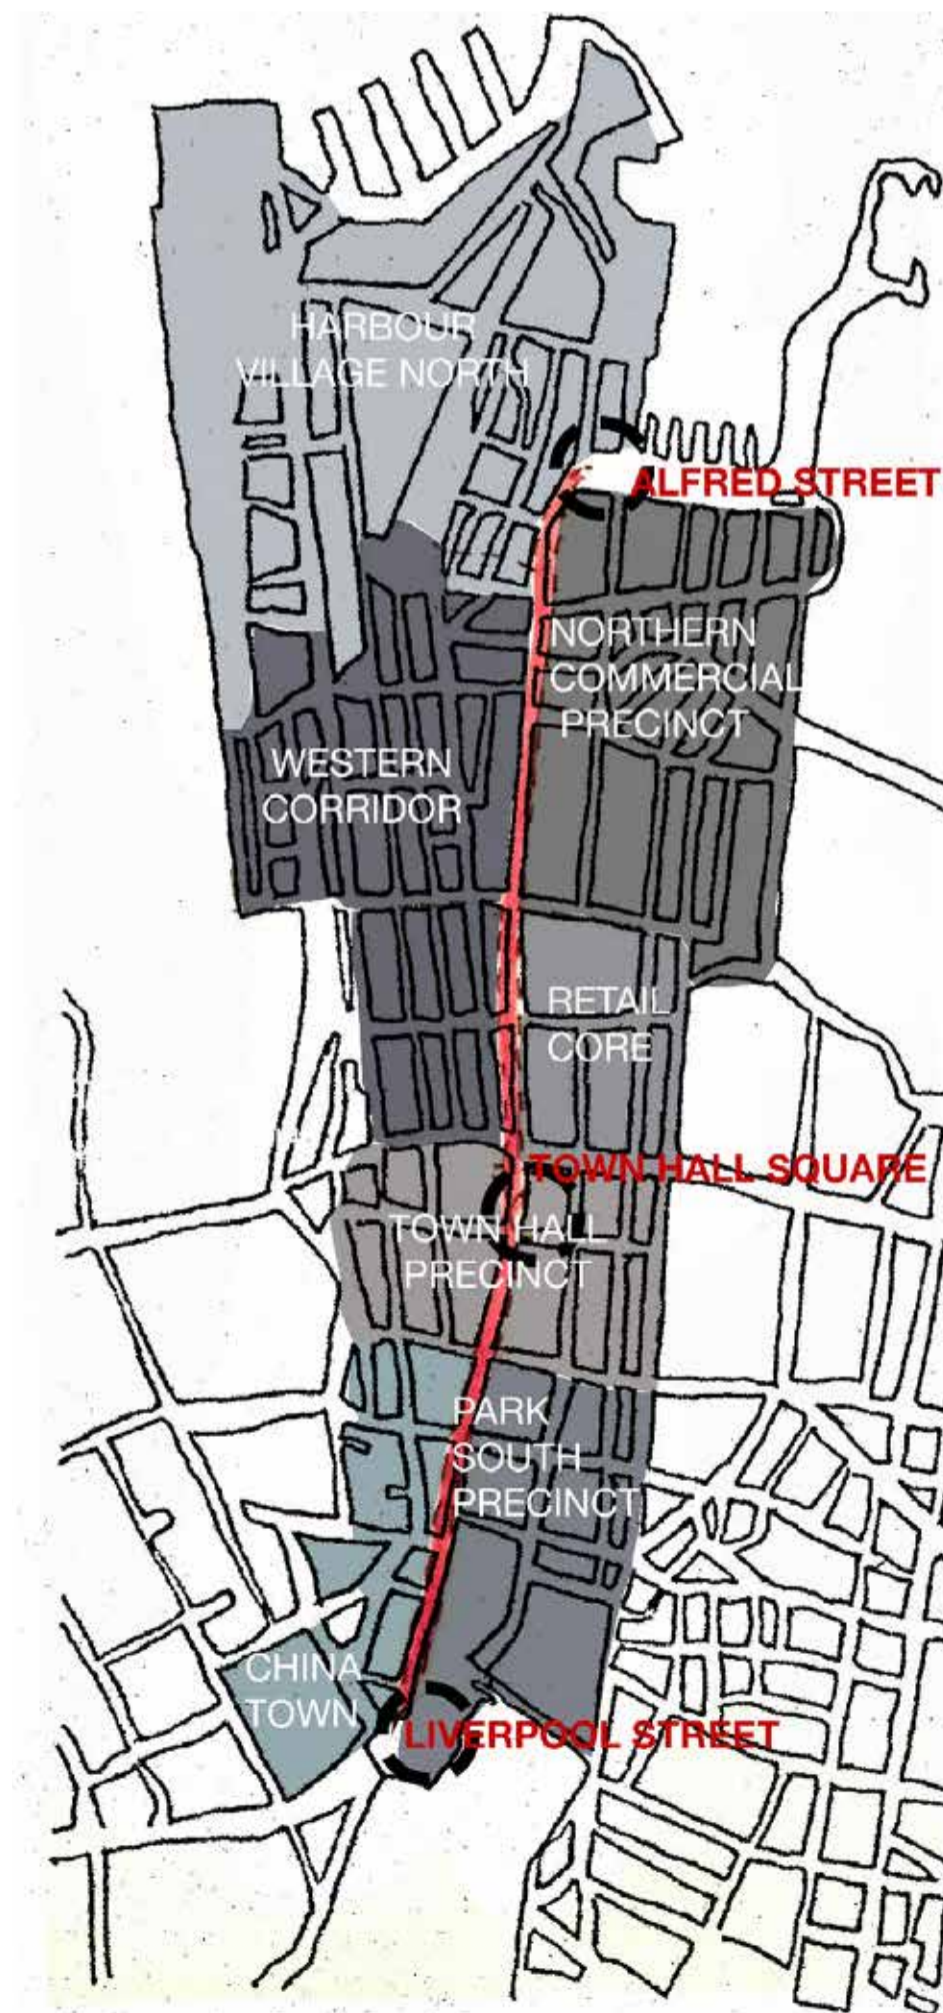 HARBOUR
VILLAGE NORTH
ALFRED STREET
NORTHERN
COMMERCIAL
PRECINCT
WESTERN
CORRIDOR
RETAIL
CORE
TOWN HALL SQUARE
TOWN HALL
PRECINCT
PARK
SOUTH
PRECINCT
CHINA
TOWN
LIVERPOOL STREET